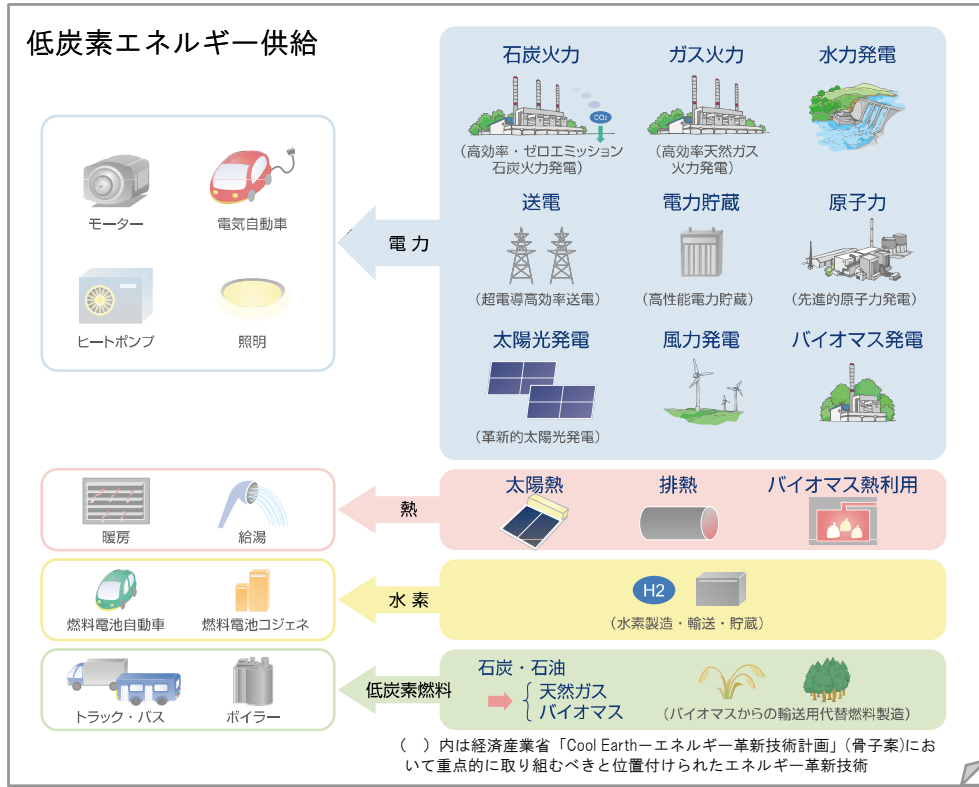 低炭素エネルギー供給
石炭火力
ガス火力
水力発電
CO₂
(高効率・ゼロエミッション
石炭火力発電)
(高効率天然ガス
火力発電)
モーター
電気自動車
ヒートポンプ
照明
電力
送電
電力貯蔵
原子力
(超電導高効率送電)
(高性能電力貯蔵)
(先進的原子力発電)
太陽光発電
風力発電
バイオマス発電
(革新的太陽光発電)
暖房
給湯
熱
太陽熱
排熱
バイオマス熱利用
燃料電池自動車
燃料電池コジェネ
水素
H2
(水素製造・輸送・貯蔵)
トラック・バス
ボイラー
低炭素燃料
石炭・石油
天然ガス
バイオマス
(バイオマスからの輸送用代替燃料製造)
( )内は経済産業省「Cool Earthーエネルギー革新技術計画」(骨子案)にお
いて重点的に取り組むべきと位置付けられたエネルギー革新技術